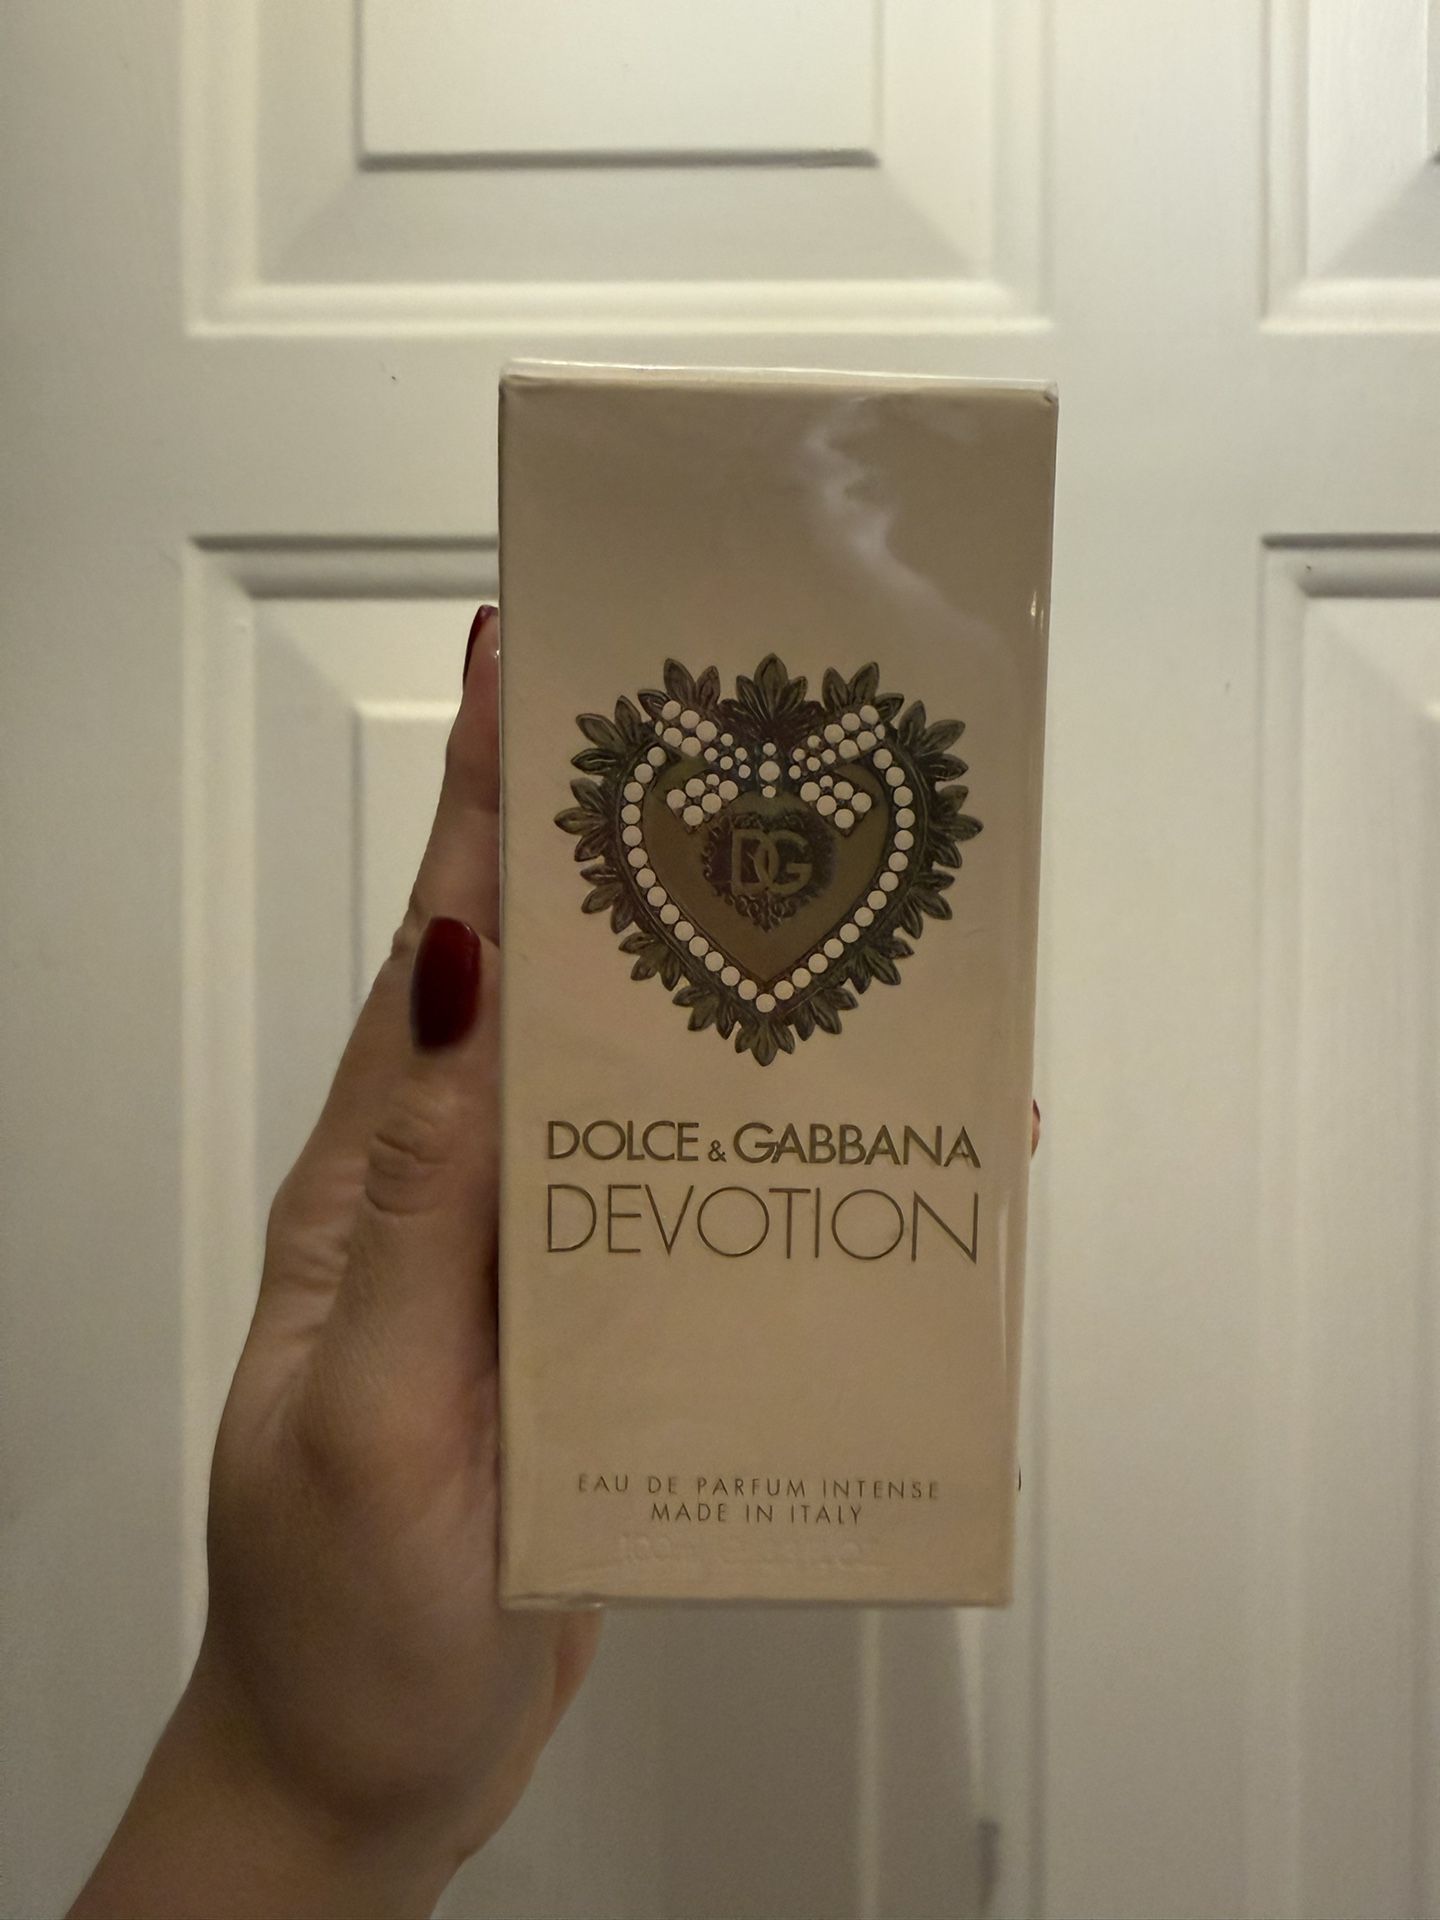 DG
DOLCE & GABBANA
DEVOTION
EAU DE PARFUM INTENSE
MADE IN ITALY